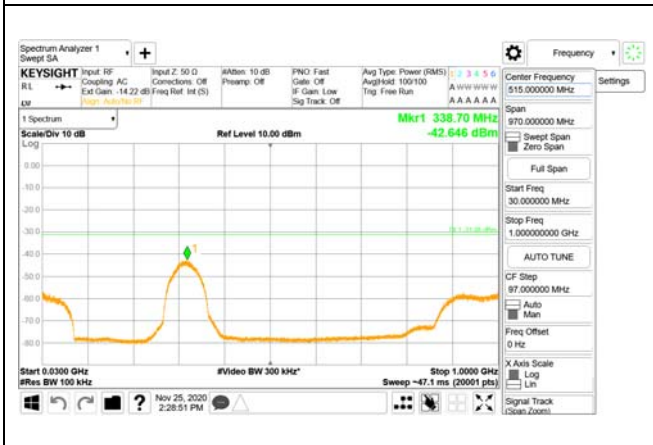 Spectrum Analyzer 1
Swept SA
Frequency
KEYSIGHT
RL
Input: RF
Coupling: AC
Ext Gain: -14.22 dB
Align: Auto/No RF
Input Z: 50 Ω
Corrections: Off
Freq Ref: Int (S)
#Atten: 10 dB
Preamp: Off
PNO: Fast
Gate: Off
IF Gain: Low
Sig Track: Off
Avg Type: Power (RMS)
Avg|Hold: 100/100
Trig: Free Run
1 2 3 4 5 6
A W W W W W
A A A A A A
1 Spectrum
Scale/Div 10 dB
Log
Ref Level 10.00 dBm
Mkr1 338.70 MHz
-42.646 dBm
0.00
-10.0
-20.0
-30.0
-40.0
-50.0
-60.0
-70.0
-80.0
1
Start 0.0300 GHz
#Res BW 100 kHz
#Video BW 300 kHz*
Stop 1.0000 GHz
Sweep ~47.1 ms (20001 pts)
Nov 25, 2020
2:28:51 PM
Center Frequency
515.000000 MHz
Settings
Span
970.000000 MHz
Swept Span
Zero Span
Full Span
Start Freq
30.000000 MHz
Stop Freq
1.000000000 GHz
AUTO TUNE
CF Step
97.000000 MHz
Auto
Man
Freq Offset
0 Hz
X Axis Scale
Log
Lin
Signal Track
(Span Zoom)